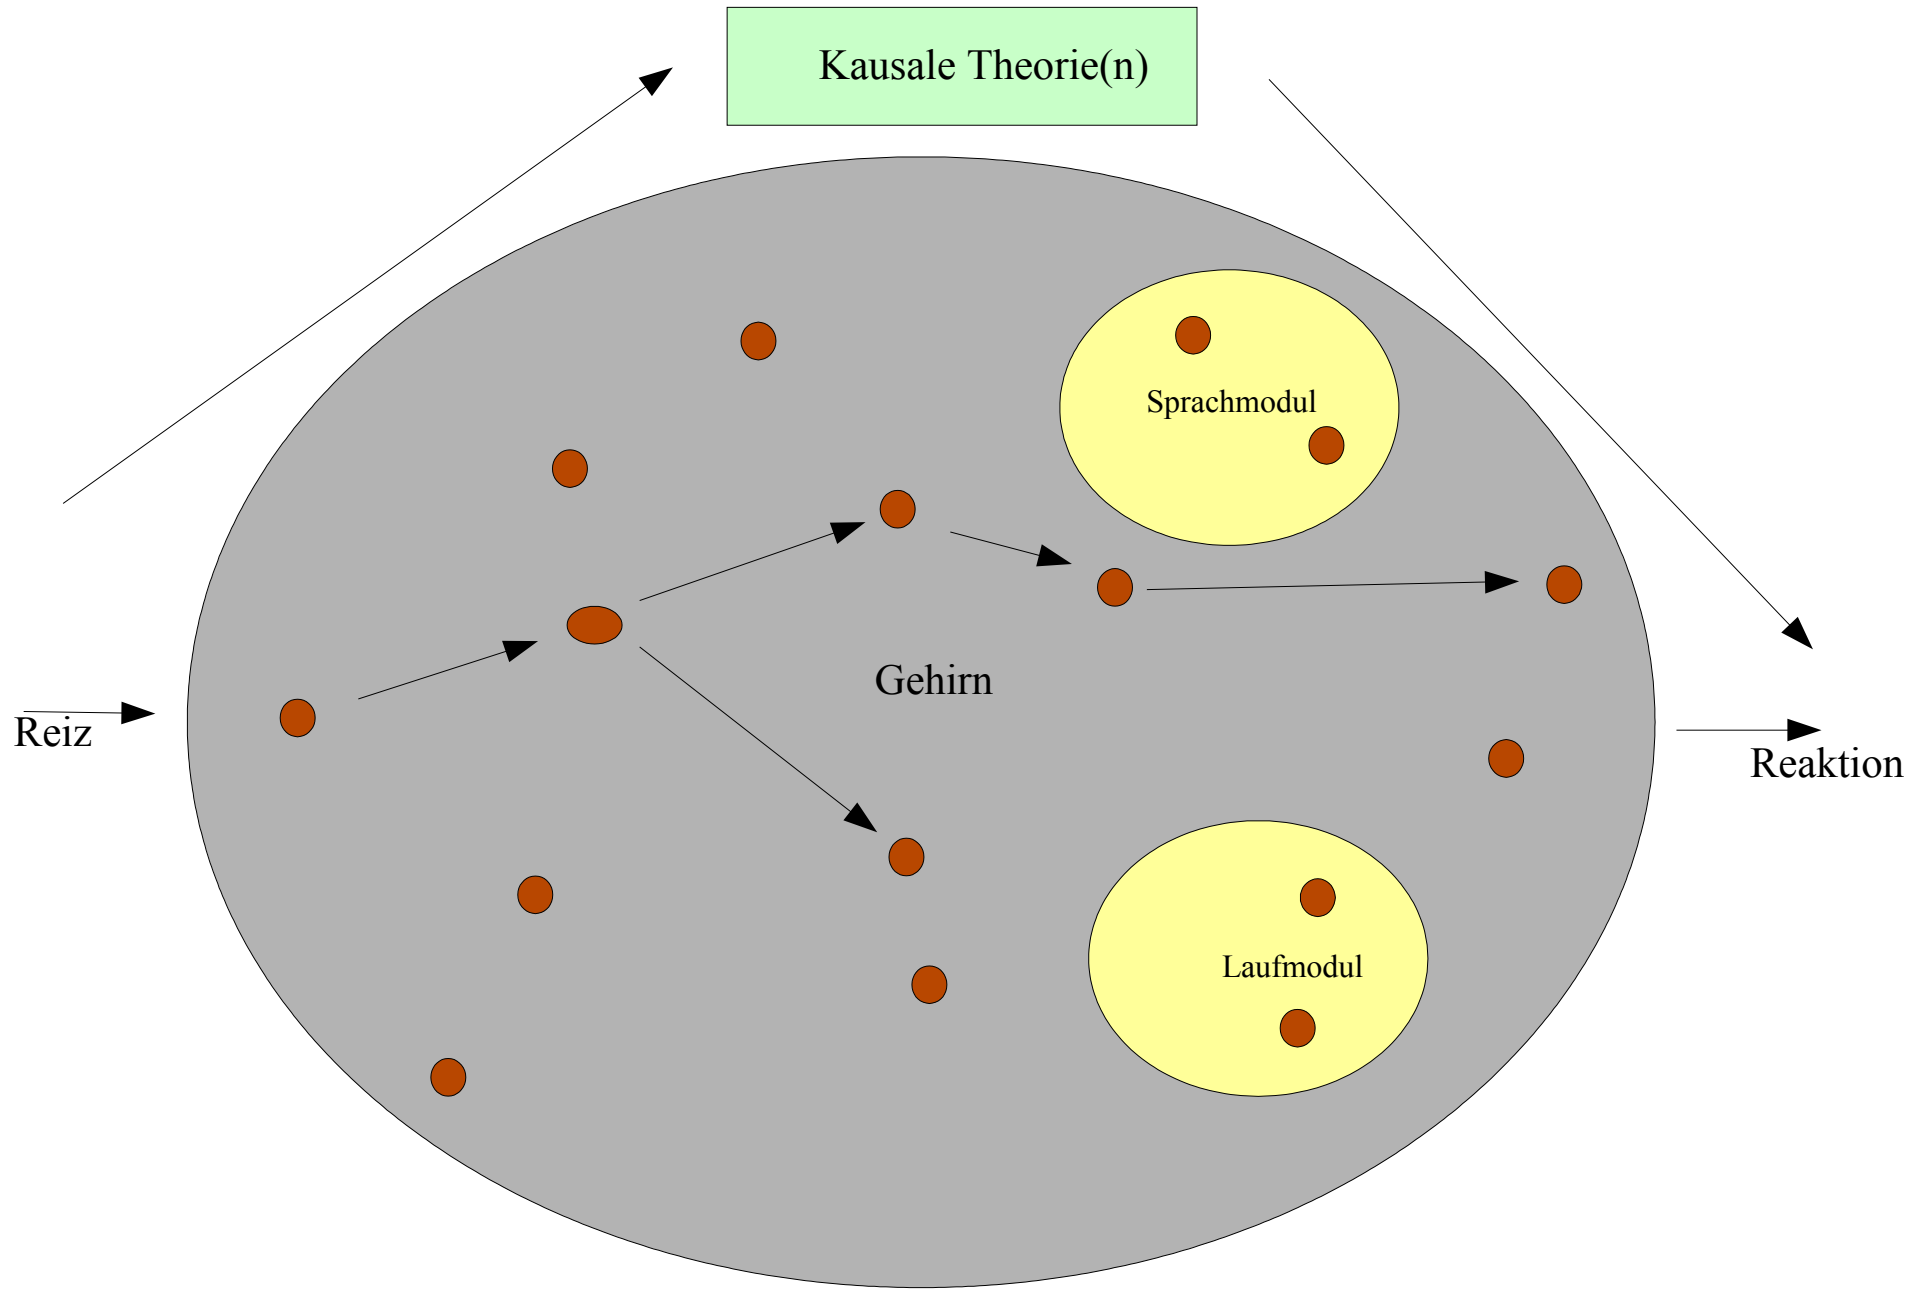 Kausale Theorie(n)
Sprachmodul
Gehirn
Reiz
Reaktion
Laufmodul